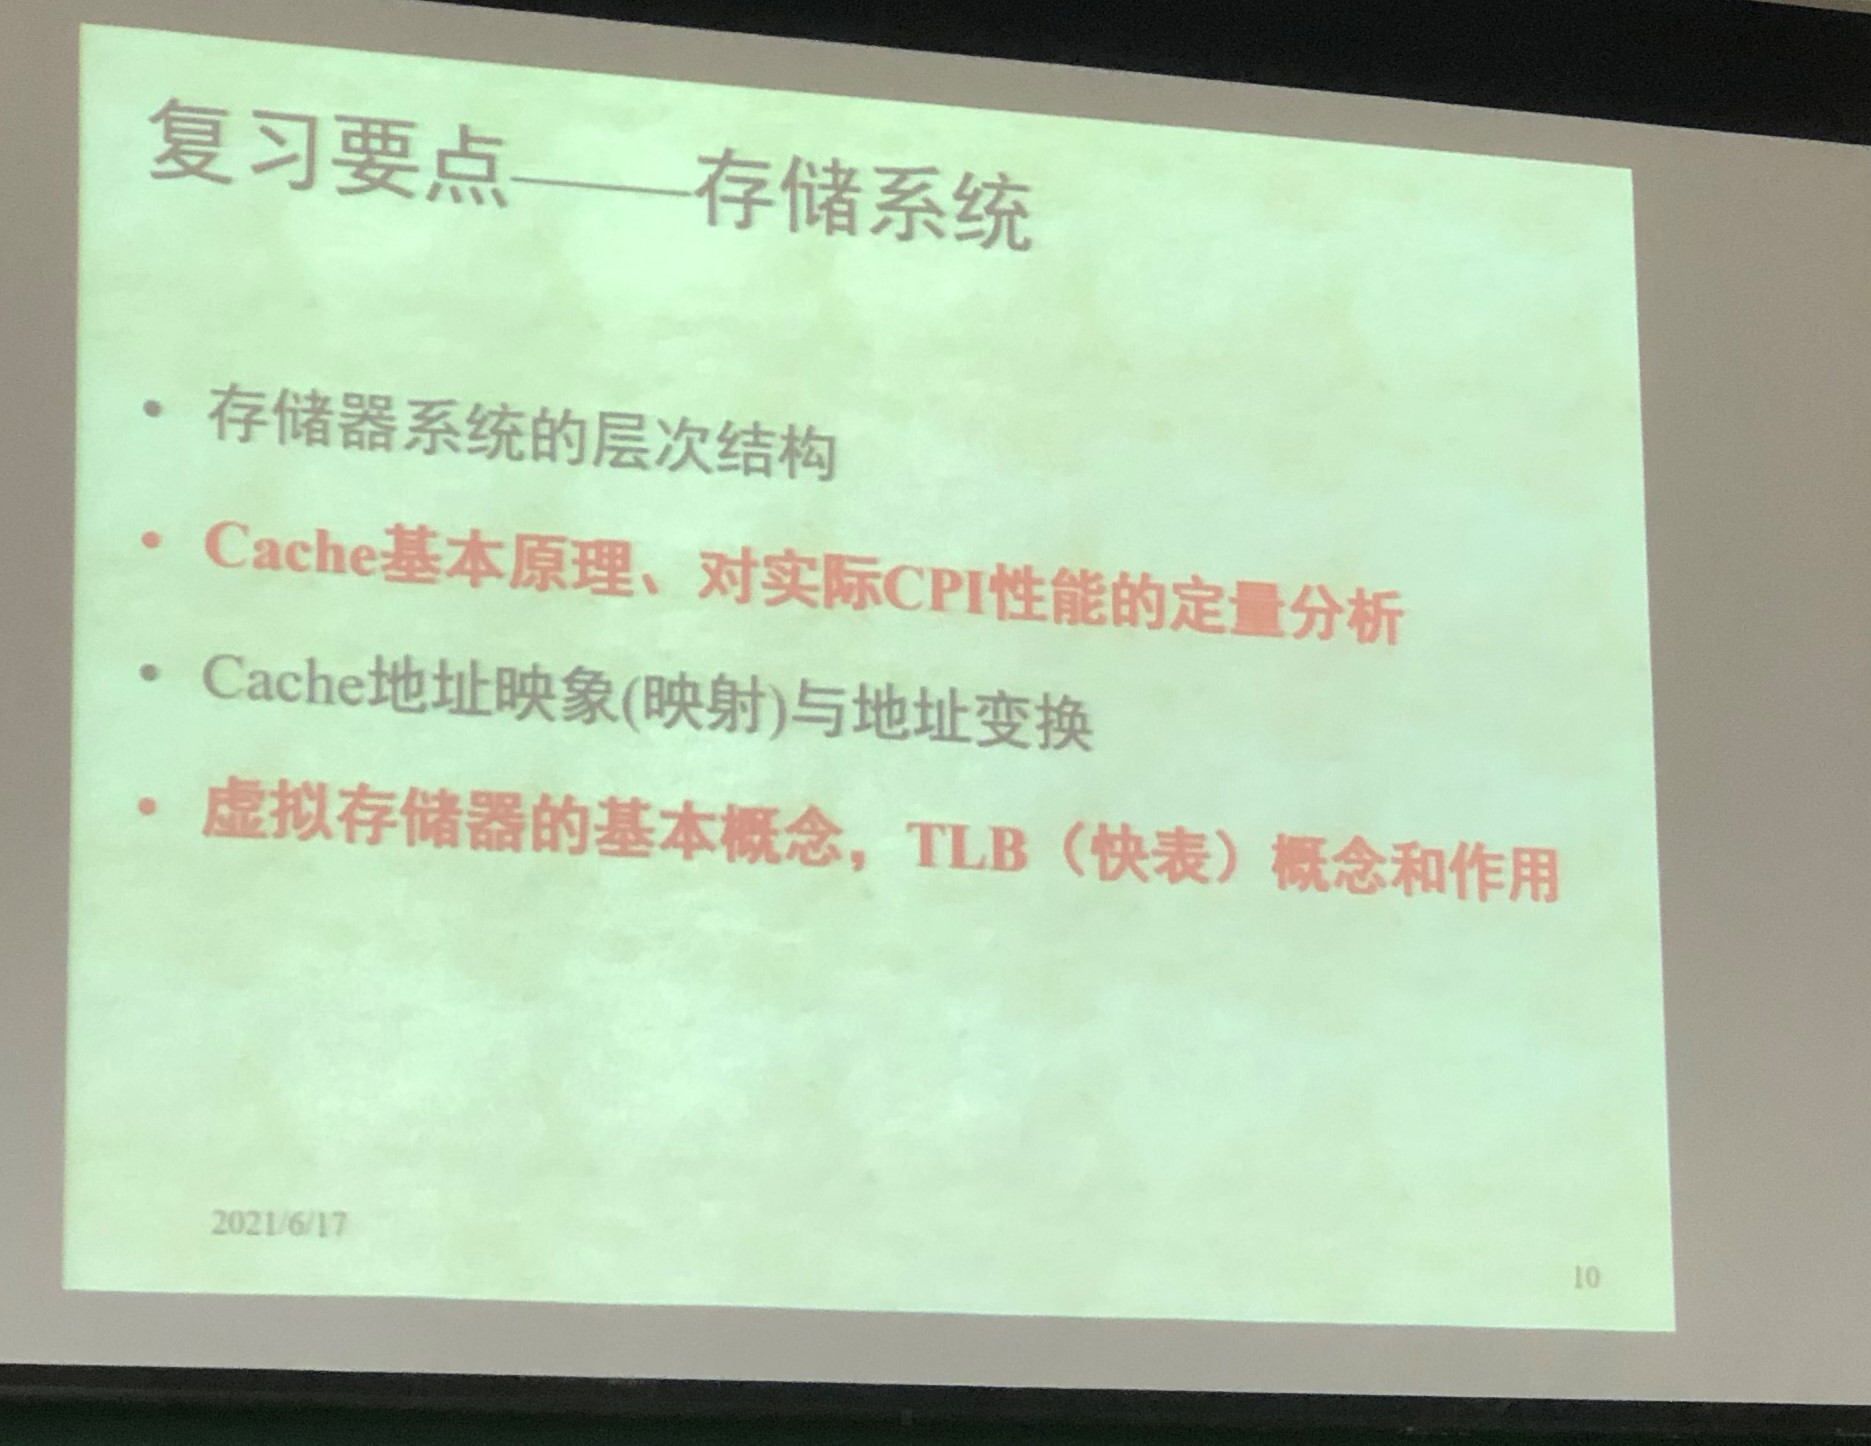 复习要点——存储系统
• 存储器系统的层次结构
• Cache基本原理、对实际CPI性能的定量分析
• Cache地址映象(映射)与地址变换
• 虚拟存储器的基本概念，TLB（快表）概念和作用
2021/6/17
10